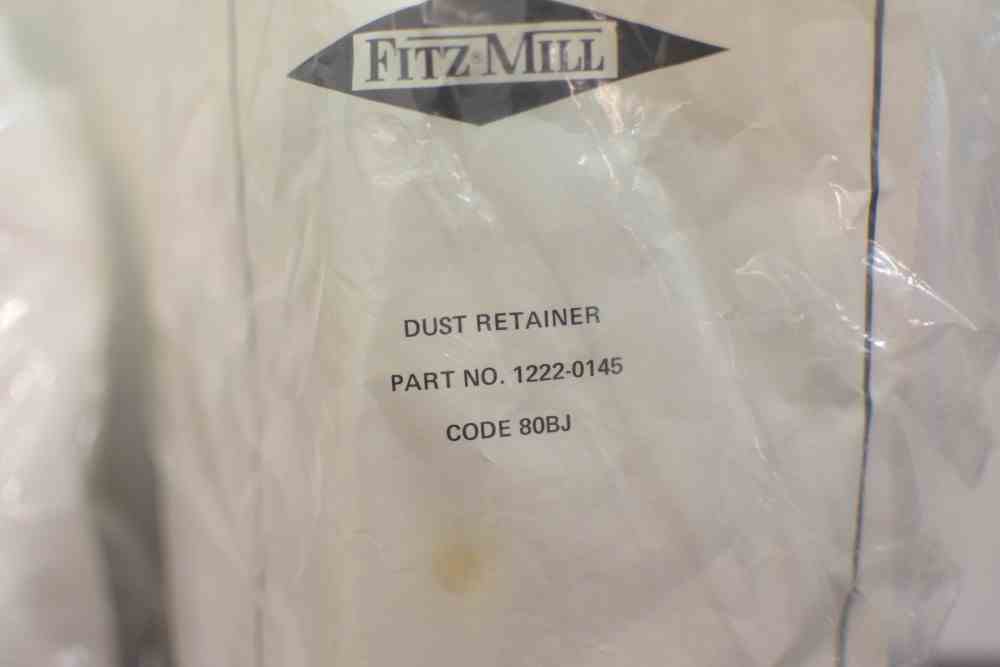 FITZ MILL
DUST RETAINER
PART NO. 1222-0145
CODE 80BJ